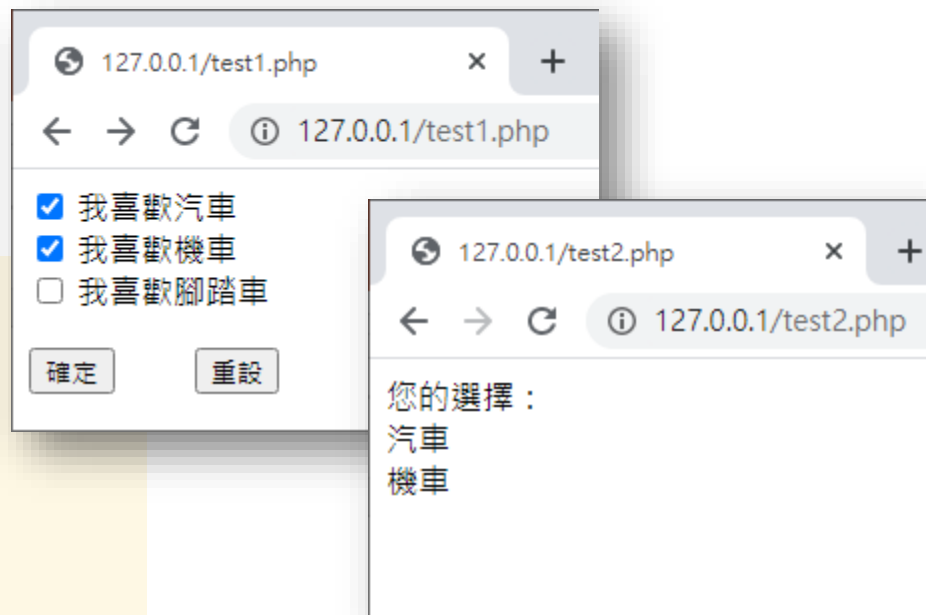 127.0.0.1/test1.php
127.0.0.1/test1.php
我喜歡汽車
我喜歡機車
我喜歡腳踏車
確定 重設
127.0.0.1/test2.php
127.0.0.1/test2.php
您的選擇：
汽車
機車